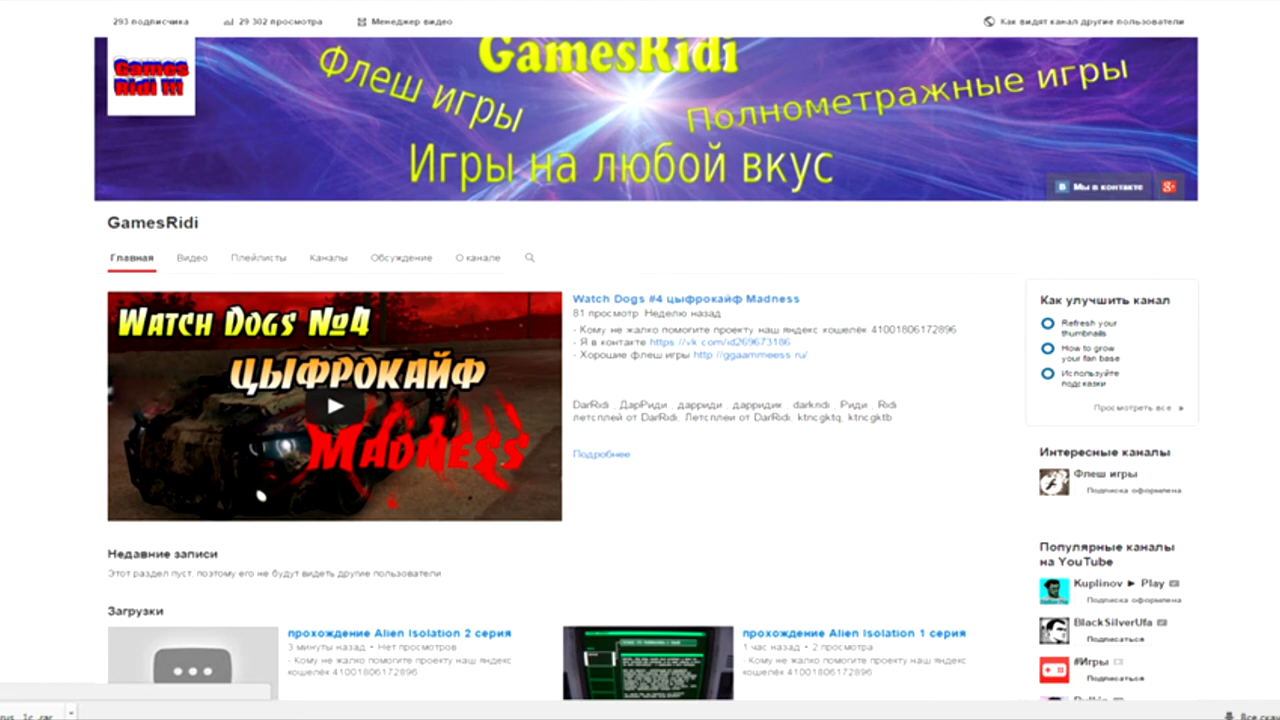 293 подписчика
29 302 просмотра
Менеджер видео
Как видят канал другие пользователи
Games
Ridi !!!
GamesRidi
Флеш игры
Полнометражные игры
Игры на любой вкус
Мы в контакте
GamesRidi
Главная
Видео
Плейлисты
Каналы
Обсуждение
О канале
WATCH DOGS №4
ЦЫФРОКАЙФ
MADNESS
Watch Dogs #4 цыфрокайф Madness
81 просмотр Неделю назад
- Кому не жалко помогите проекту наш яндекс кошелёк 41001806172896
- Я в контакте https //vk com/id269673186
- Хорошие флеш игры http //ggaammeess ru/
DarRidi , ДарРиди , дарриди , дарридик , darkndi , Риди , Ridi
летсплей от DarRidi, Летсплеи от DarRidi, ktncgktq, ktncgktb
Подробнее
Как улучшить канал
Refresh your
thumbnails
How to grow
your fan base
Используйте
подсказки
Просмотреть все »
Интересные каналы
Флеш игры
Подписка оформлена
Недавние записи
Этот раздел пуст, поэтому его не будут видеть другие пользователи
Популярные каналы
на YouTube
Kuplinov ► Play
Подписка оформлена
BlackSilverUfa
Подписаться
#Игры
Подписаться
Загрузки
прохождение Alien Isolation 2 серия
3 минуты назад • Нет просмотров
- Кому не жалко помогите проекту наш яндекс
кошелёк 41001806172896
прохождение Alien Isolation 1 серия
1 час назад • 2 просмотра
- Кому не жалко помогите проекту наш яндекс
кошелёк 41001806172896